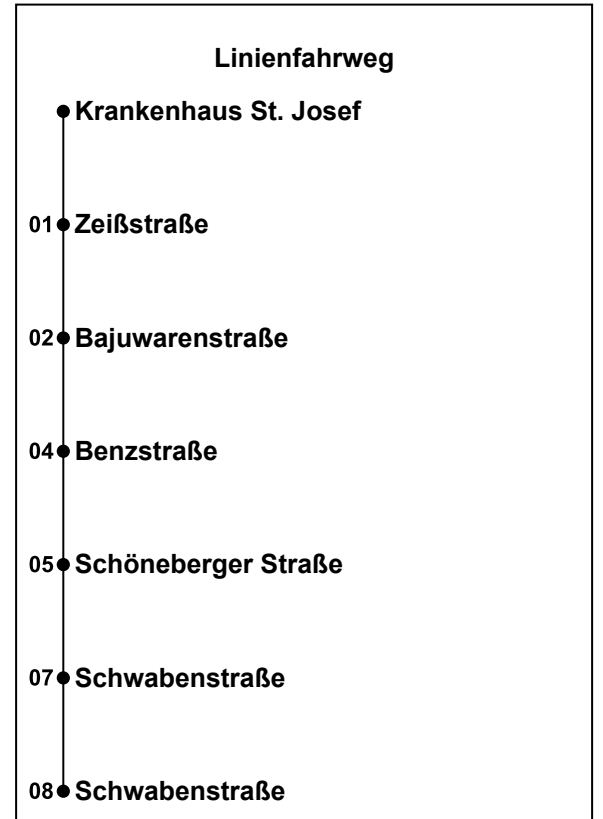 Linienfahrweg
Krankenhaus St. Josef
01 Zeißstraße
02 Bajuwarenstraße
04 Benzstraße
05 Schöneberger Straße
07 Schwabenstraße
08 Schwabenstraße